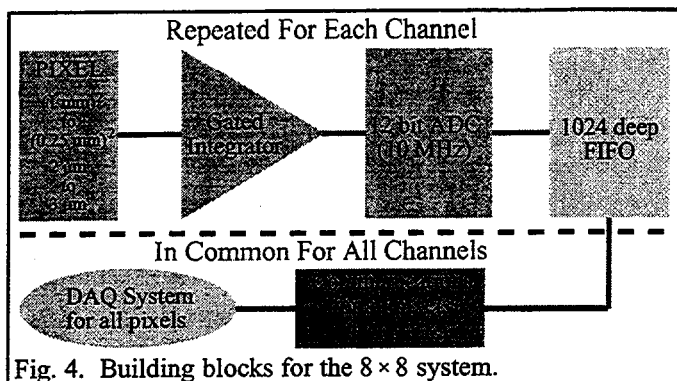 Repeated For Each Channel
PIXEL
Gated
Integrator
12 bit ADC
(10 MHz)
1024 deep
FIFO
In Common For All Channels
DAQ System
for all pixels
Fig. 4. Building blocks for the 8 × 8 system.